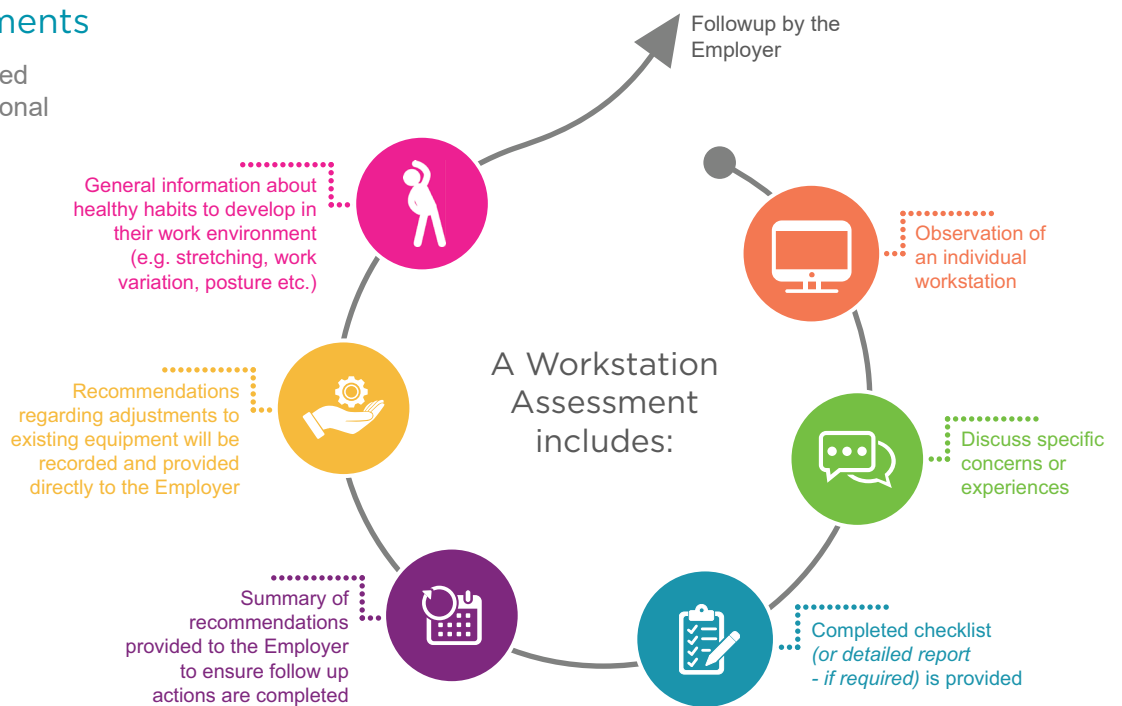 ments
ed
onal
Followup by the
Employer
A Workstation
Assessment
includes:
Observation of
an individual
workstation
Discuss specific
concerns or
experiences
Completed checklist
(or detailed report
- if required) is provided
Summary of
recommendations
provided to the Employer
to ensure follow up
actions are completed
Recommendations
regarding adjustments to
existing equipment will be
recorded and provided
directly to the Employer
General information about
healthy habits to develop in
their work environment
(e.g. stretching, work
variation, posture etc.)